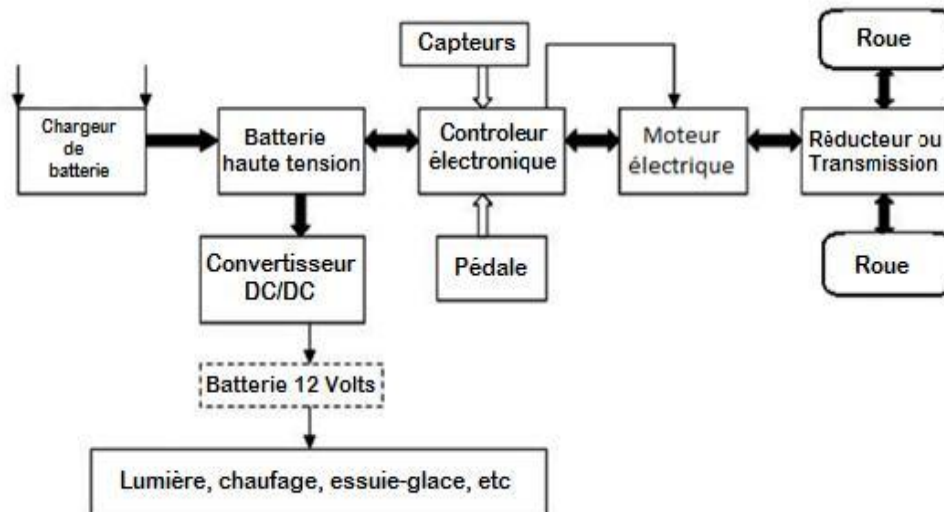 Capteurs
Roue
Chargeur
de
batterie
Batterie
haute tension
Controleur
électronique
Moteur
électrique
Réducteur ou
Transmission
Convertisseur
DC/DC
Pédale
Roue
Batterie 12 Volts
Lumière, chaufage, essuie-glace, etc